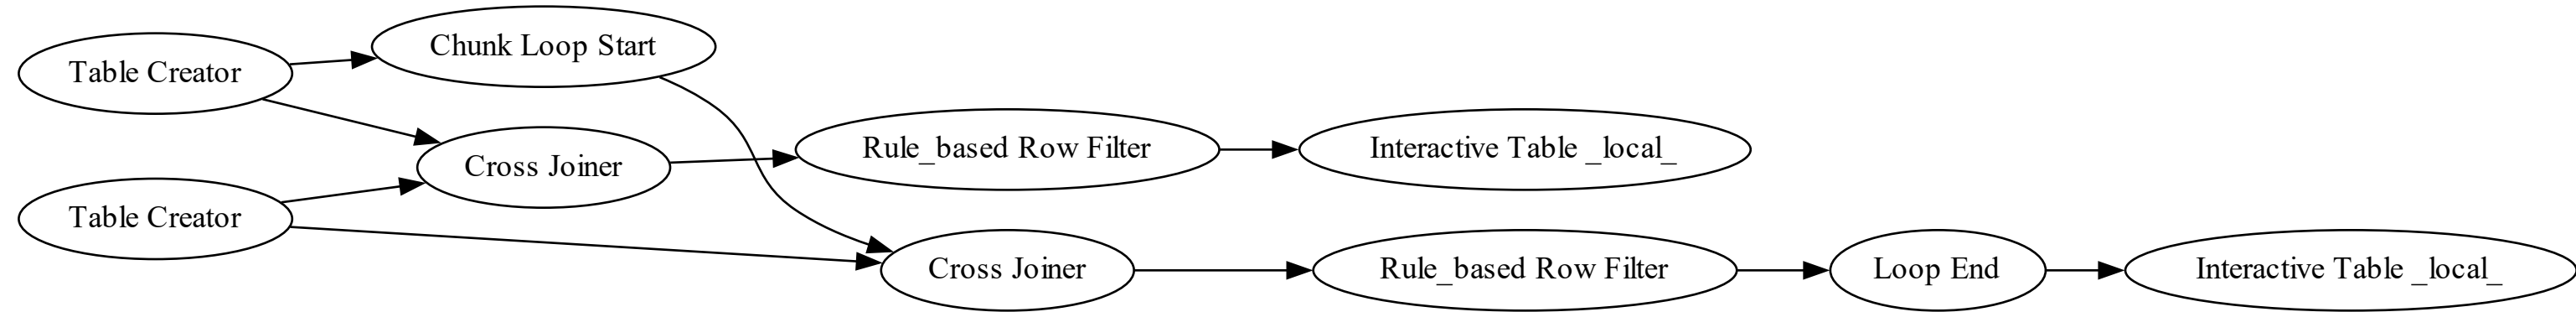 Table Creator
Chunk Loop Start
Cross Joiner
Table Creator
Rule_based Row Filter
Interactive Table _local_
Cross Joiner
Rule_based Row Filter
Loop End
Interactive Table _local_